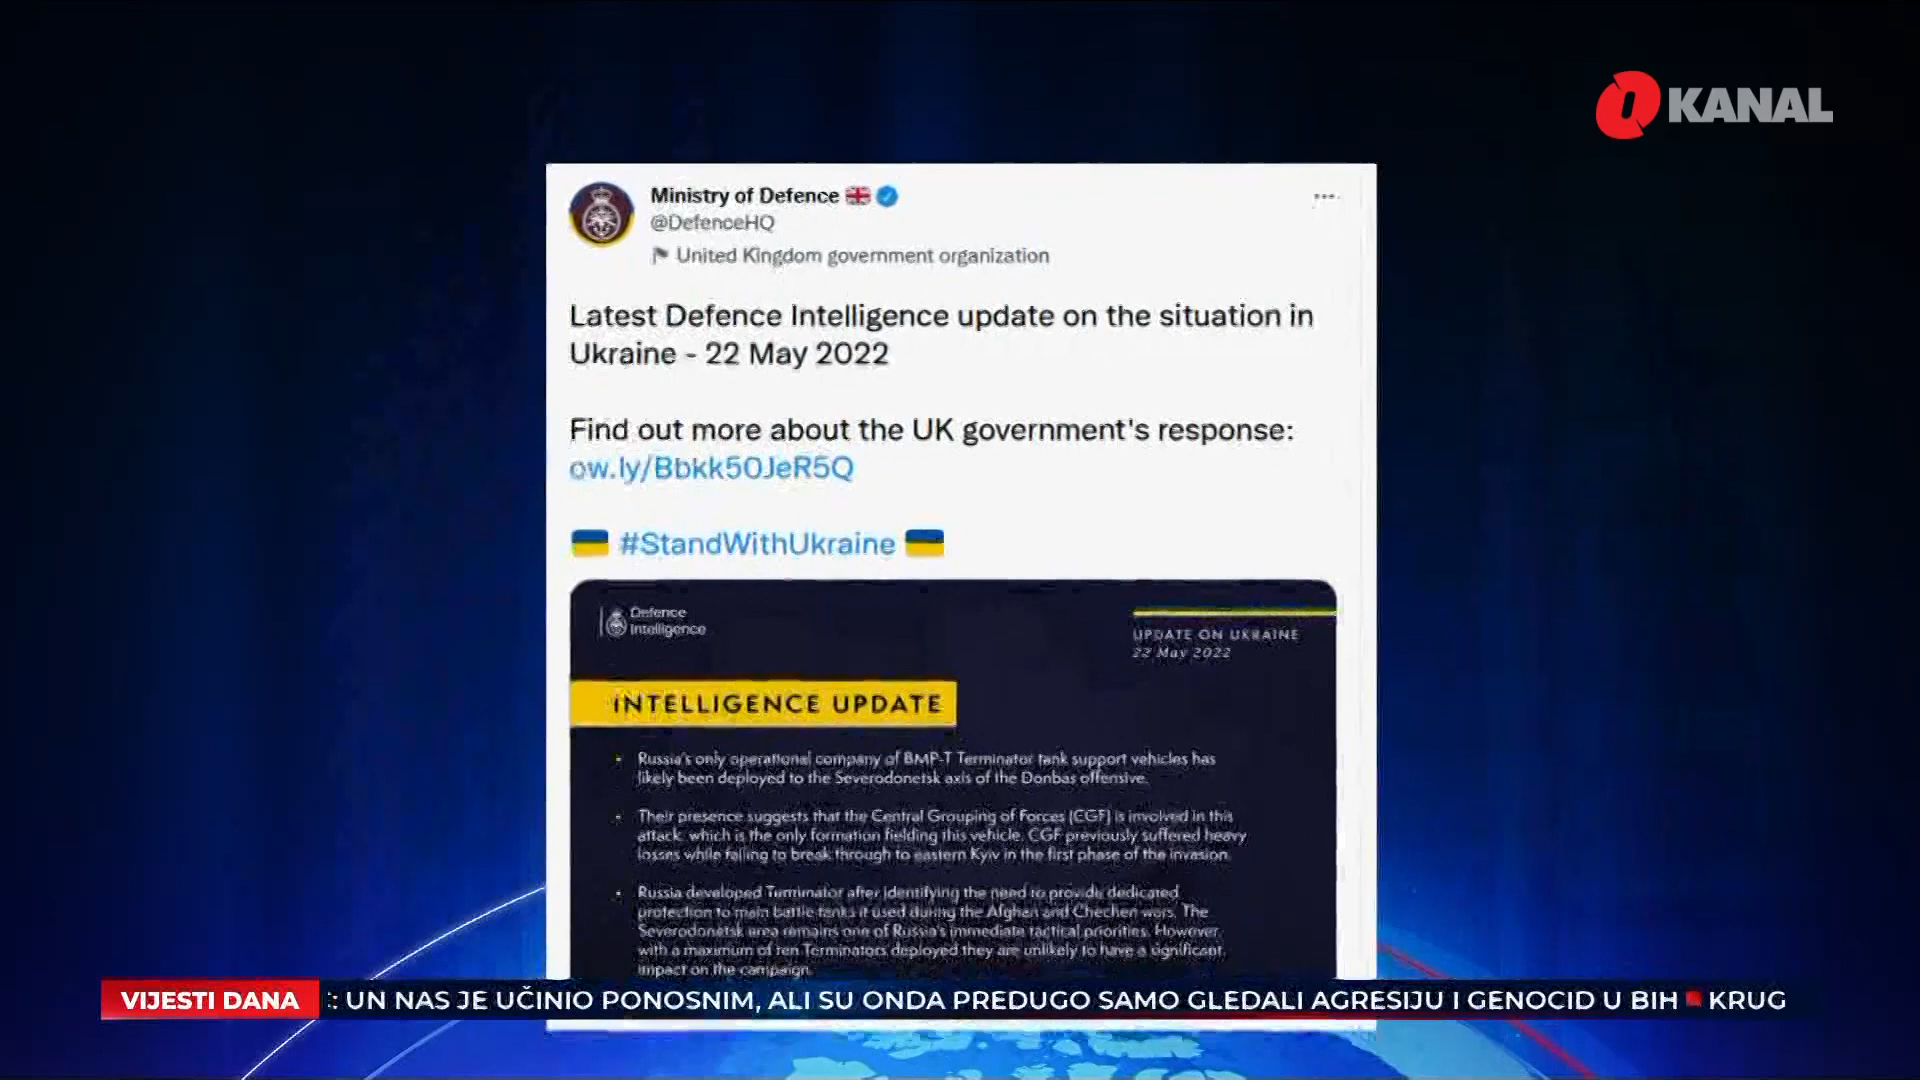 O KANAL
Ministry of Defence
@DefenceHQ
United Kingdom government organization
Latest Defence Intelligence update on the situation in
Ukraine - 22 May 2022
Find out more about the UK government's response:
ow.ly/Bbkk50JeR5Q
#StandWithUkraine
Defence
Intelligence
UPDATE ON UKRAINE
22 May 2022
INTELLIGENCE UPDATE
• Russia's only operational company of BMP-T Terminator tank support vehicles has
likely been deployed to the Severodonetsk axis of the Donbas offensive.
• Their presence suggests that the Central Grouping of Forces (CGF) is involved in this
attack, which is the only formation fielding this vehicle. CGF previously suffered heavy
losses while failing to break through to eastern Kyiv in the first phase of the invasion.
• Russia developed Terminator after identifying the need to provide dedicated
protection to main battle tanks it used during the Afghan and Chechen wars. The
Severodonetsk area remains one of Russia's immediate tactical priorities. However,
with a maximum of ten Terminators deployed they are unlikely to have a significant
impact on the campaign.
VIJESTI DANA
: UN NAS JE UČINIO PONOSNIM, ALI SU ONDA PREDUGO SAMO GLEDALI AGRESIJU I GENOCID U BIH ▪ KRUG